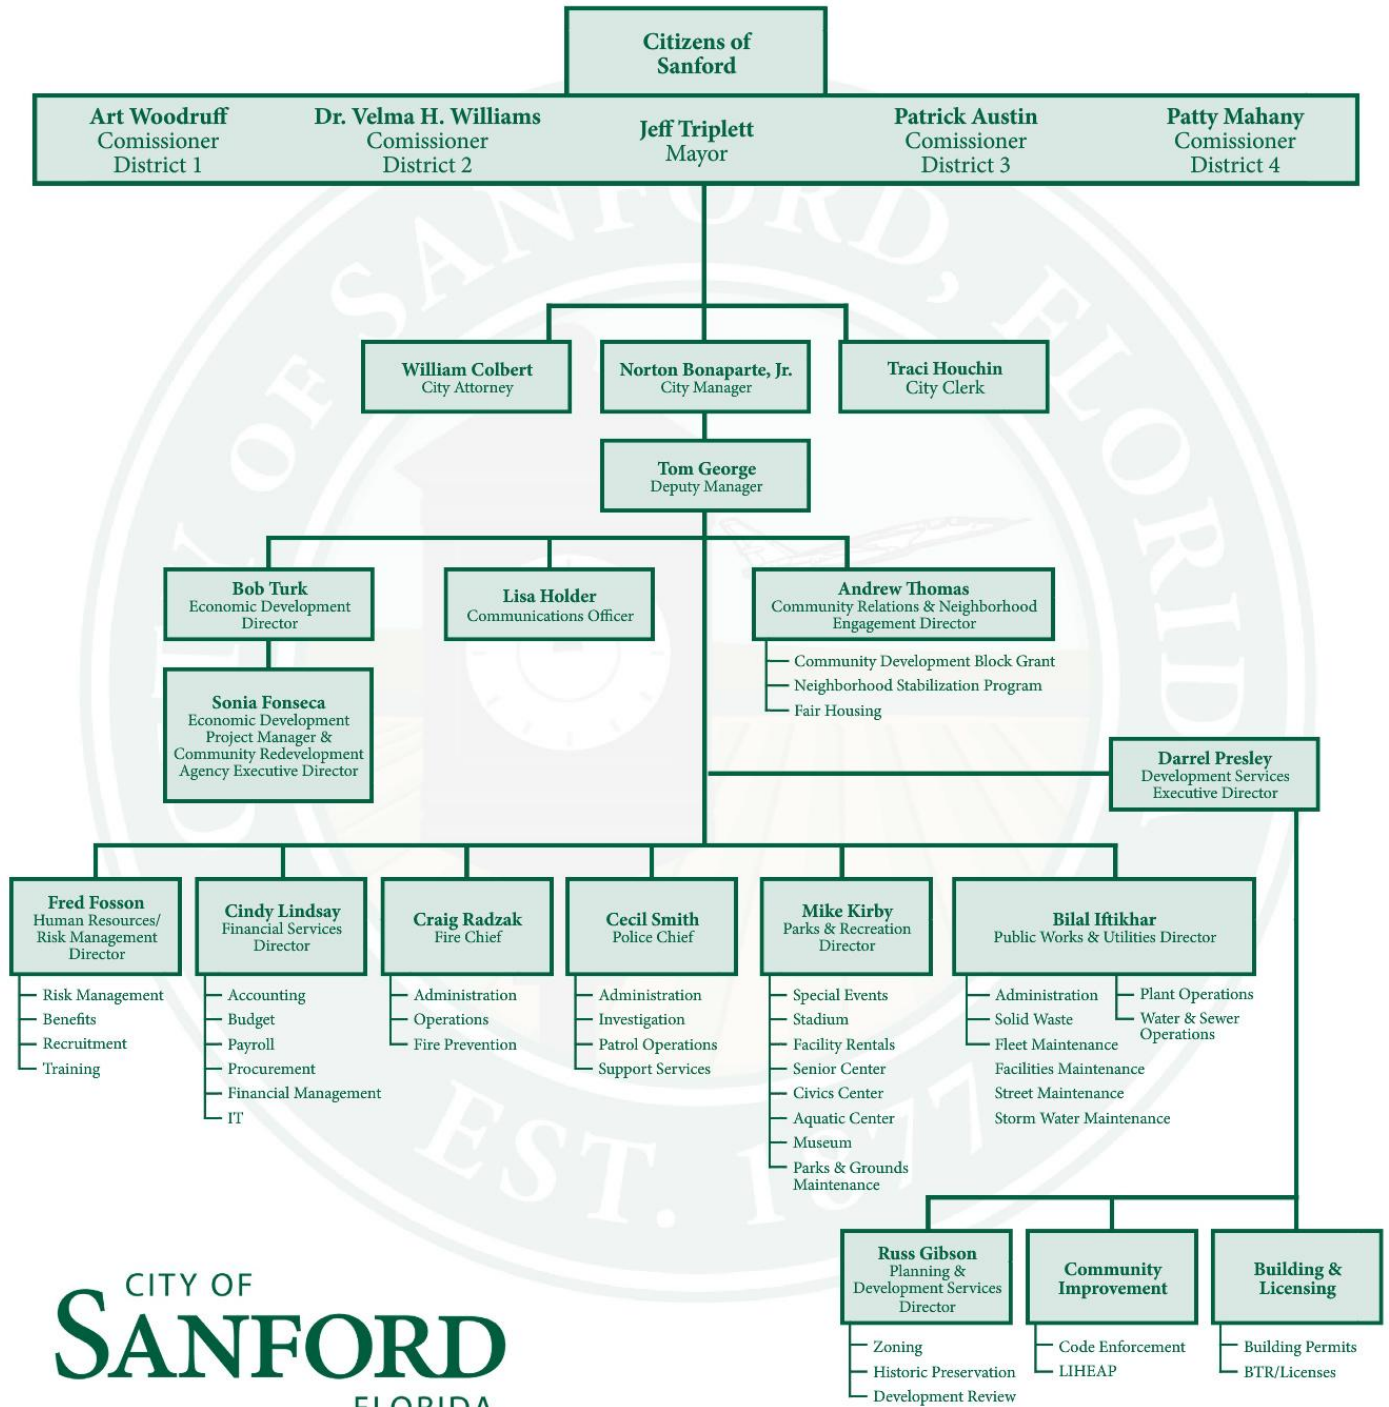 Citizens of
Sanford
Art Woodruff
Comissioner
District 1
Dr. Velma H. Williams
Comissioner
District 2
Jeff Triplett
Mayor
Patrick Austin
Comissioner
District 3
Patty Mahany
Comissioner
District 4
William Colbert
City Attorney
Norton Bonaparte, Jr.
City Manager
Traci Houchin
City Clerk
Tom George
Deputy Manager
Bob Turk
Economic Development
Director
Lisa Holder
Communications Officer
Andrew Thomas
Community Relations & Neighborhood
Engagement Director
Community Development Block Grant
Neighborhood Stabilization Program
Fair Housing
Sonia Fonseca
Economic Development
Project Manager &
Community Redevelopment
Agency Executive Director
Darrel Presley
Development Services
Executive Director
Fred Fosson
Human Resources/
Risk Management
Director
Risk Management
Benefits
Recruitment
Training
Cindy Lindsay
Financial Services
Director
Accounting
Budget
Payroll
Procurement
Financial Management
IT
Craig Radzak
Fire Chief
Administration
Operations
Fire Prevention
Cecil Smith
Police Chief
Administration
Investigation
Patrol Operations
Support Services
Mike Kirby
Parks & Recreation
Director
Special Events
Stadium
Facility Rentals
Senior Center
Civics Center
Aquatic Center
Museum
Parks & Grounds
Maintenance
Bilal Iftikhar
Public Works & Utilities Director
Administration
Solid Waste
Fleet Maintenance
Facilities Maintenance
Street Maintenance
Storm Water Maintenance
Plant Operations
Water & Sewer
Operations
Russ Gibson
Planning &
Development Services
Director
Zoning
Historic Preservation
Development Review
Community
Improvement
Code Enforcement
LIHEAP
Building &
Licensing
Building Permits
BTR/Licenses
CITY OF
SANFORD
FLORIDA
CITY OF SANFORD, FLORIDA
EST. 1877